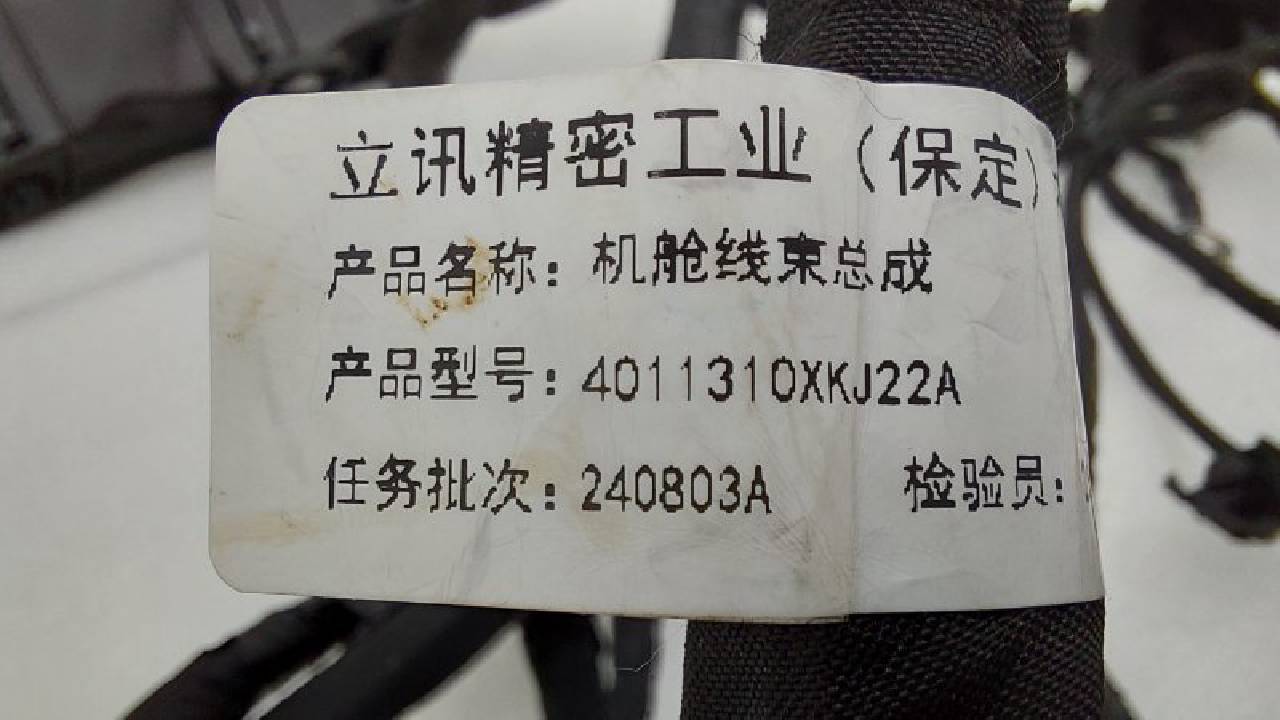 立讯精密工业（保定）
产品名称：机舱线束总成
产品型号：4011310XKJ22A
任务批次：240803A 检验员：